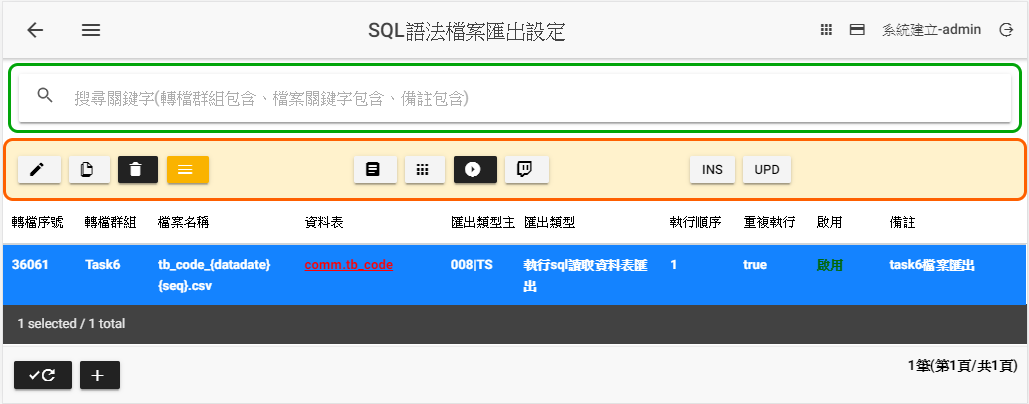 SQL語法檔案匯出設定
系統建立-admin
搜尋關鍵字(轉檔群組包含、檔案關鍵字包含、備註包含)
INS UPD
轉檔序號 轉檔群組 檔案名稱 資料表 匯出類型主 匯出類型 執行順序 重複執行 啟用 備註
36061 Task6 tb_code_{datadate} comm.tb_code 008|TS 執行sql讀取資料表匯 1 true 啟用 task6檔案匯出
{seq}.csv 出
1 selected / 1 total
1筆(第1頁/共1頁)